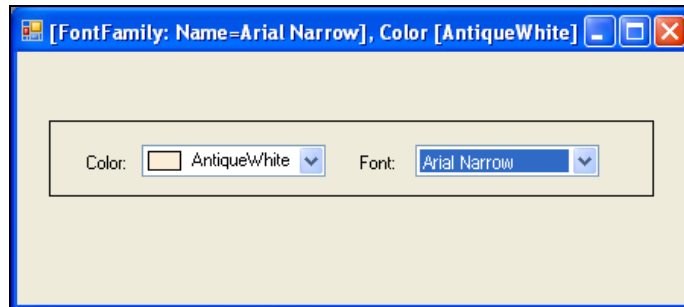 [FontFamily: Name=Arial Narrow], Color [AntiqueWhite]
Color: AntiqueWhite Font: Arial Narrow